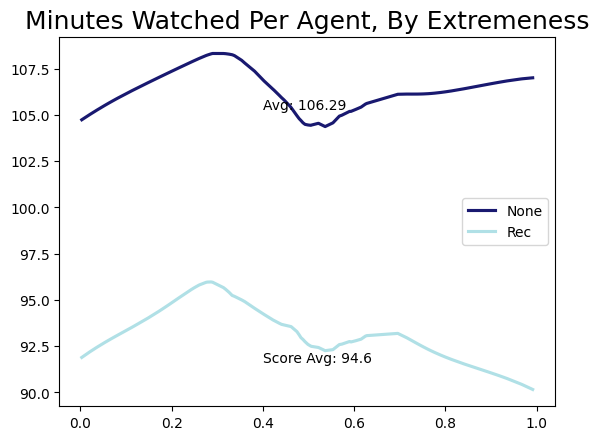 Minutes Watched Per Agent, By Extremeness
107.5
105.0
102.5
100.0
97.5
95.0
92.5
90.0
Avg: 106.29
None
Rec
Score Avg: 94.6
0.0 0.2 0.4 0.6 0.8 1.0